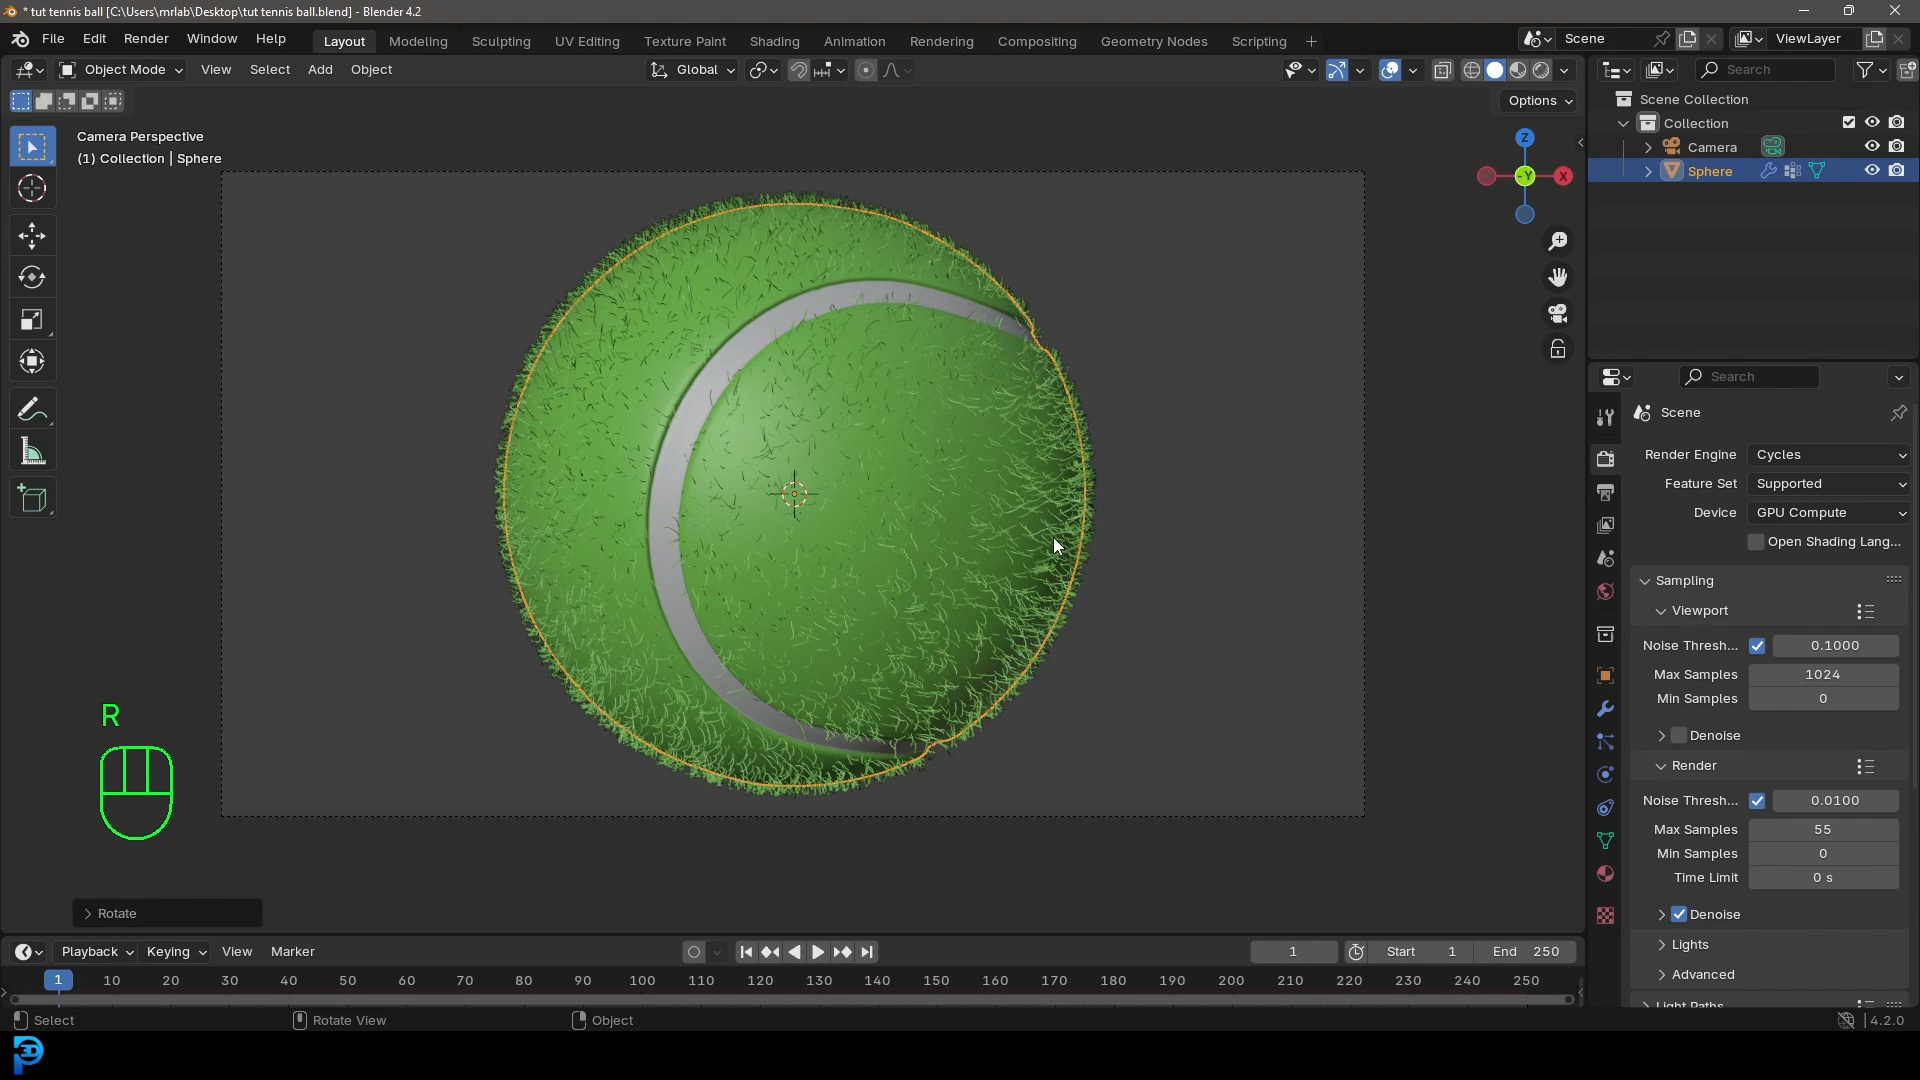 * tut tennis ball [C:\Users\mrlab\Desktop\tut tennis ball.blend] - Blender 4.2
File Edit Render Window Help Layout Modeling Sculpting UV Editing Texture Paint Shading Animation Rendering Compositing Geometry Nodes Scripting + Scene ViewLayer
Object Mode View Select Add Object Global Search
Options
Scene Collection
Collection
Camera
Sphere
Camera Perspective
(1) Collection | Sphere
Z
-Y X
Search
Scene
Render Engine Cycles
Feature Set Supported
Device GPU Compute
Open Shading Lang...
Sampling
Viewport
Noise Thresh... 0.1000
Max Samples 1024
Min Samples 0
Denoise
Render
Noise Thresh... 0.0100
Max Samples 55
Min Samples 0
Time Limit 0 s
Denoise
Lights
Advanced
Light Paths
R
Rotate
Playback Keying View Marker 1 Start 1 End 250
1 10 20 30 40 50 60 70 80 90 100 110 120 130 140 150 160 170 180 190 200 210 220 230 240 250
Select Rotate View Object 4.2.0
3D